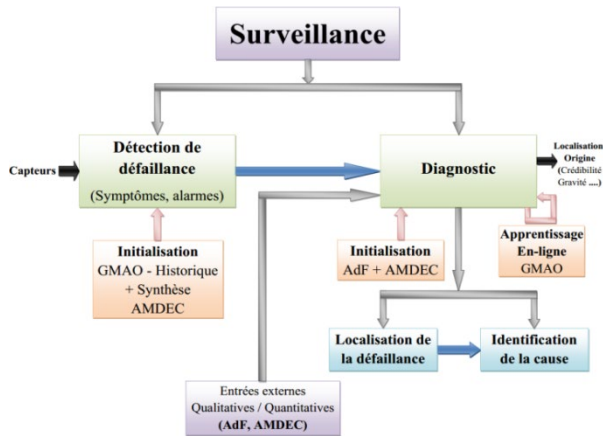 Surveillance
Détection de
défaillance
(Symptômes, alarmes)
Capteurs
Diagnostic
Localisation
Origine
(Crédibilité
Gravité ....)
Initialisation
GMAO - Historique
+ Synthèse
AMDEC
Initialisation
AdF + AMDEC
Apprentissage
En-ligne
GMAO
Localisation de
la défaillance
Identification
de la cause
Entrées externes
Qualitatives / Quantitatives
(AdF, AMDEC)